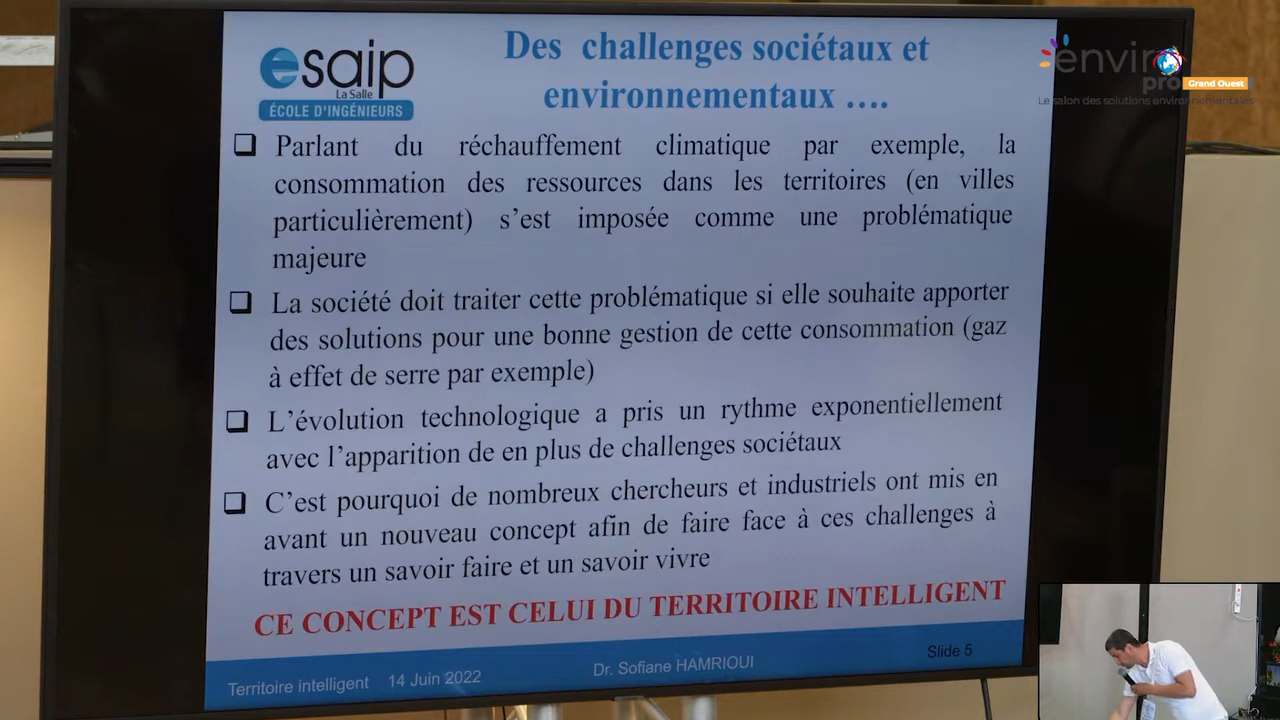 esaip
La Salle
ÉCOLE D'INGÉNIEURS
Des challenges sociétaux et
environnementaux ….
enviro
pro
Grand Ouest
Le salon des solutions environnementales
❑ Parlant du réchauffement climatique par exemple, la
consommation des ressources dans les territoires (en villes
particulièrement) s'est imposée comme une problématique
majeure
❑ La société doit traiter cette problématique si elle souhaite apporter
des solutions pour une bonne gestion de cette consommation (gaz
à effet de serre par exemple)
❑ L'évolution technologique a pris un rythme exponentiellement
avec l'apparition de en plus de challenges sociétaux
❑ C'est pourquoi de nombreux chercheurs et industriels ont mis en
avant un nouveau concept afin de faire face à ces challenges à
travers un savoir faire et un savoir vivre
CE CONCEPT EST CELUI DU TERRITOIRE INTELLIGENT
Territoire intelligent 14 Juin 2022 Dr. Sofiane HAMRIOUI Slide 5